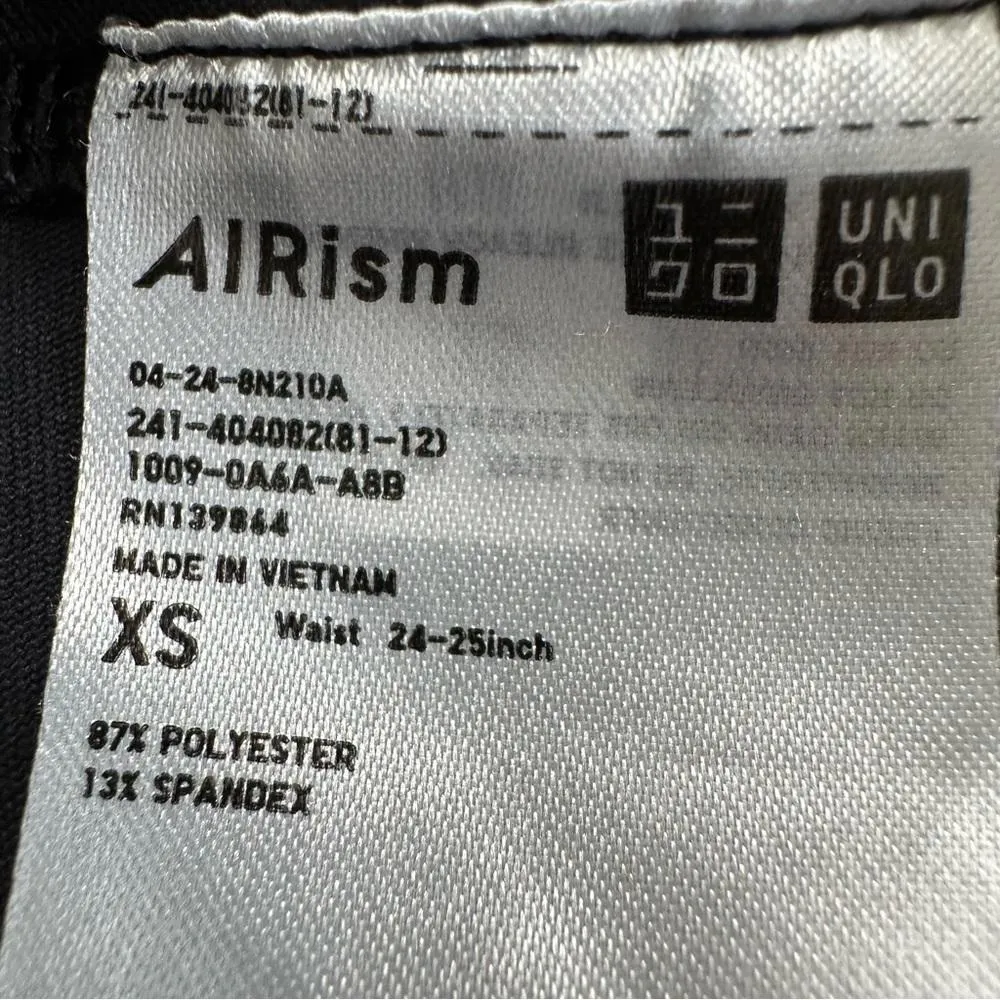 241-404082(81-12)
AIRism
ユニ
クロ
UNI
QLO
04-24-8N210A
241-404082(81-12)
1009-0A6A-A8B
RN139864
MADE IN VIETNAM
XS Waist 24-25inch
87% POLYESTER
13% SPANDEX